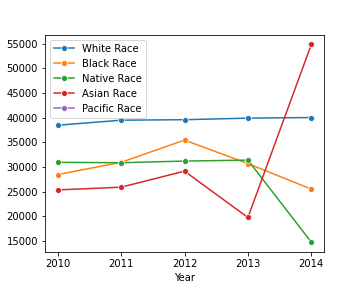 White Race
Black Race
Native Race
Asian Race
Pacific Race
55000
50000
45000
40000
35000
30000
25000
20000
15000
2010 2011 2012 2013 2014
Year